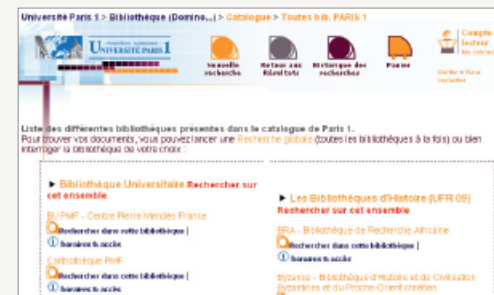 Université Paris 1 > Bibliothèque (Domino...) > Catalogue > Toutes bib. PARIS 1
UNIVERSITÉ PARIS 1
Nouvelle recherche
Retour aux Résultats
Historique des recherches
Panier
Compte lecteur
Liste des différentes bibliothèques présentes dans le catalogue de Paris 1.
Pour trouver vos documents, vous pouvez lancer une Recherche globale (toutes les bibliothèques à la fois) ou bien
interroger la bibliothèque de votre choix :
► Bibliothèque Universitaire Rechercher sur
cet ensemble
BU PMF - Centre Pierre Mendès France
Rechercher dans cette bibliothèque |
horaires & accès
Carthothèque PMF
Rechercher dans cette bibliothèque |
horaires & accès
► Les Bibliothèques d'Histoire (UFR 09)
Rechercher sur cet ensemble
BRA - Bibliothèque de Recherche Africaine
Rechercher dans cette bibliothèque |
horaires & accès
Byzance - Bibliothèque d'Histoire et de Civilisation
Byzantines et du Proche-Orient chrétien